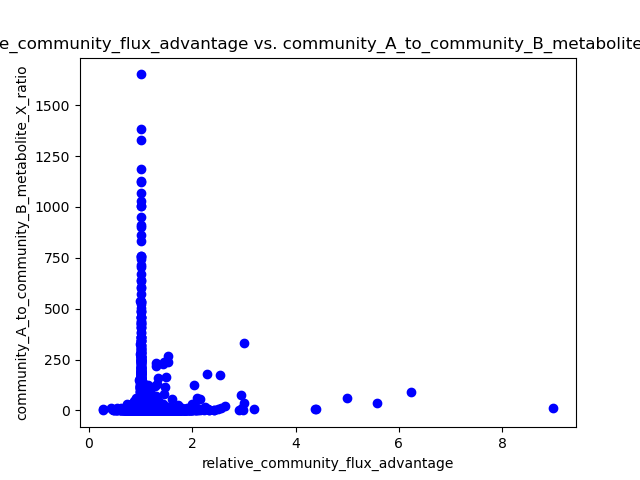 e_community_flux_advantage vs. community_A_to_community_B_metabolite
community_A_to_community_B_metabolite_X_ratio
1500
1250
1000
750
500
250
0
0 2 4 6 8
relative_community_flux_advantage